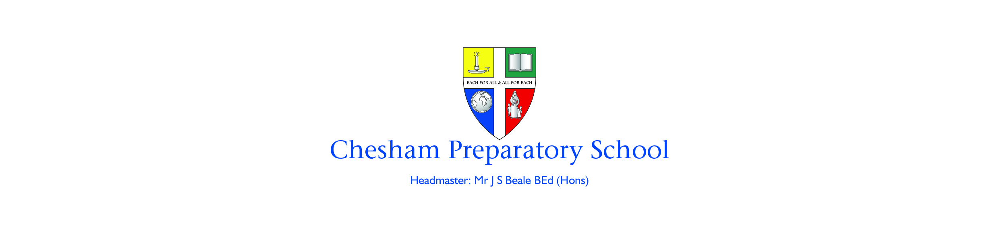 EACH FOR ALL & ALL FOR EACH
Chesham Preparatory School
Headmaster: Mr J S Beale BEd (Hons)